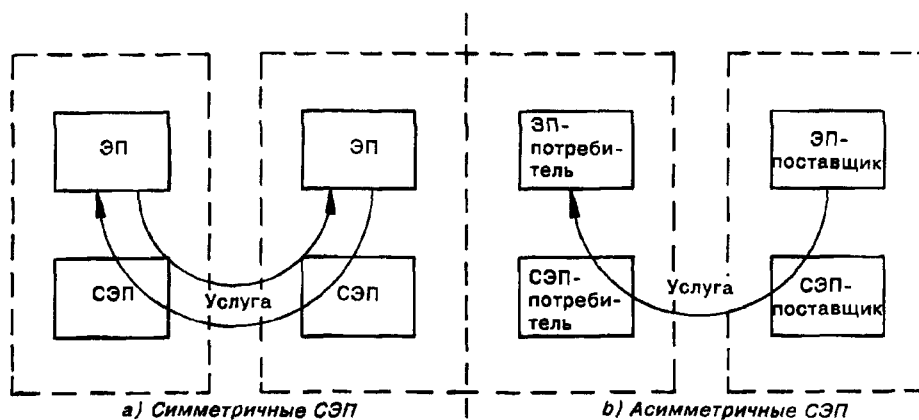 ЭП
ЭП
ЭП-
потреби-
тель
ЭП-
поставщик
СЭП
Услуга
СЭП
СЭП-
потреби-
тель
Услуга
СЭП-
поставщик
а) Симметричные СЭП
b) Асимметричные СЭП